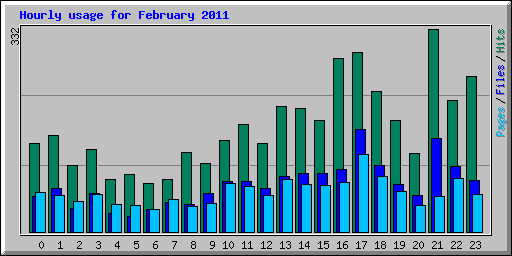 Hourly usage for February 2011
332
Pages / Files / Hits
0 1 2 3 4 5 6 7 8 9 10 11 12 13 14 15 16 17 18 19 20 21 22 23